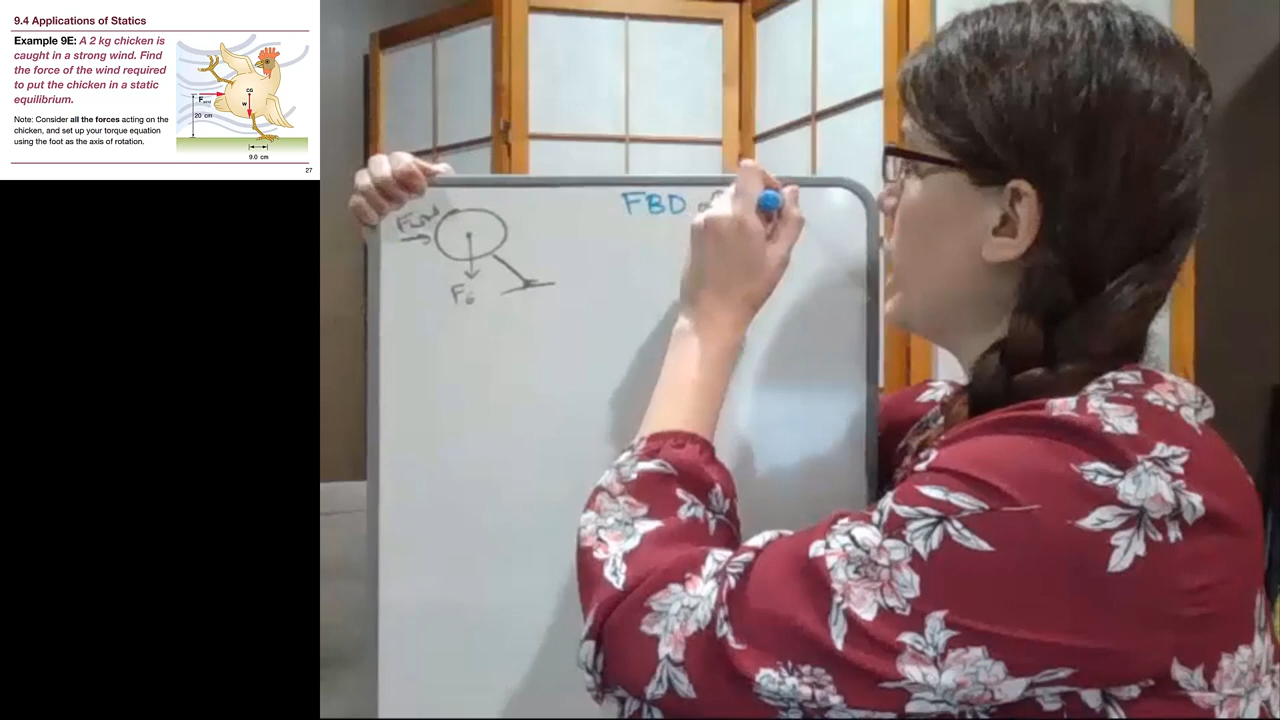 9.4 Applications of Statics
Example 9E: A 2 kg chicken is
caught in a strong wind. Find
the force of the wind required
to put the chicken in a static
equilibrium.
Note: Consider all the forces acting on the
chicken, and set up your torque equation
using the foot as the axis of rotation.
cg
Fwind
w
20 cm
9.0 cm
27
FBD
Fwind
FG